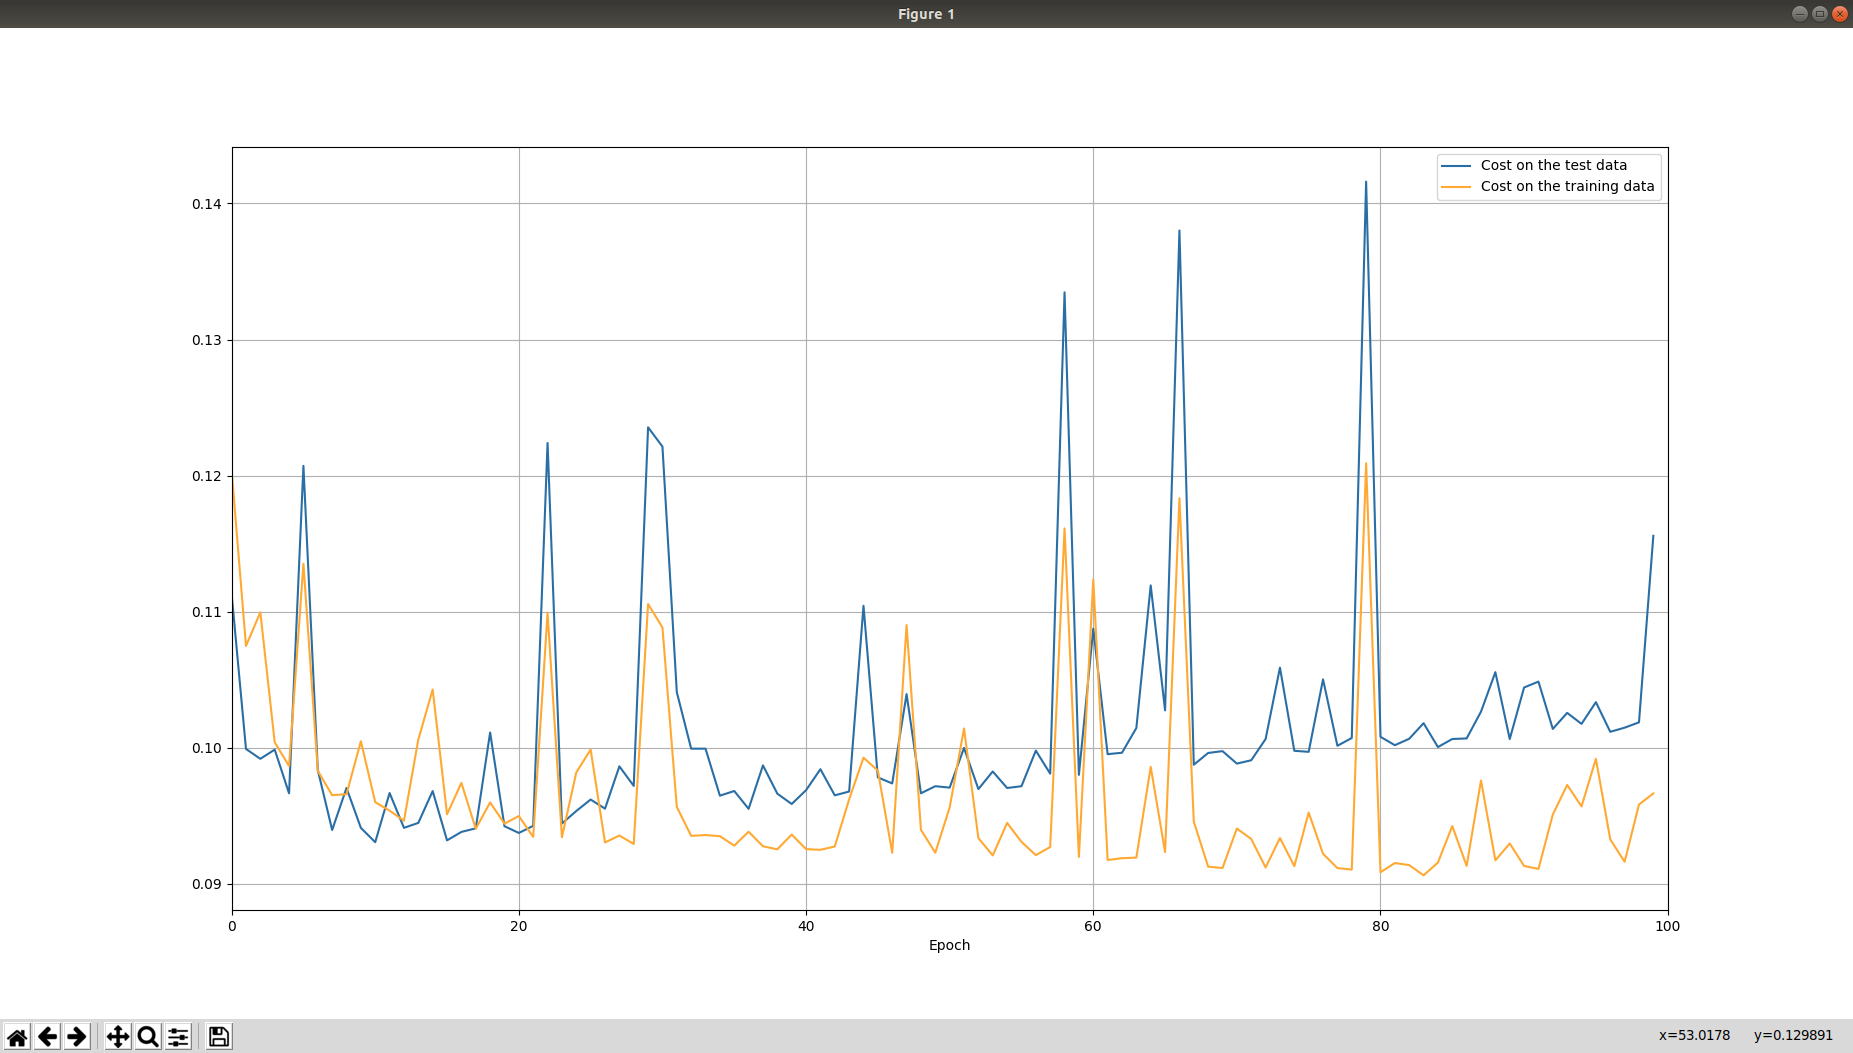 Figure 1
Cost on the test data
Cost on the training data
0.14
0.13
0.12
0.11
0.10
0.09
0 20 40 60 80 100
Epoch
x=53.0178 y=0.129891